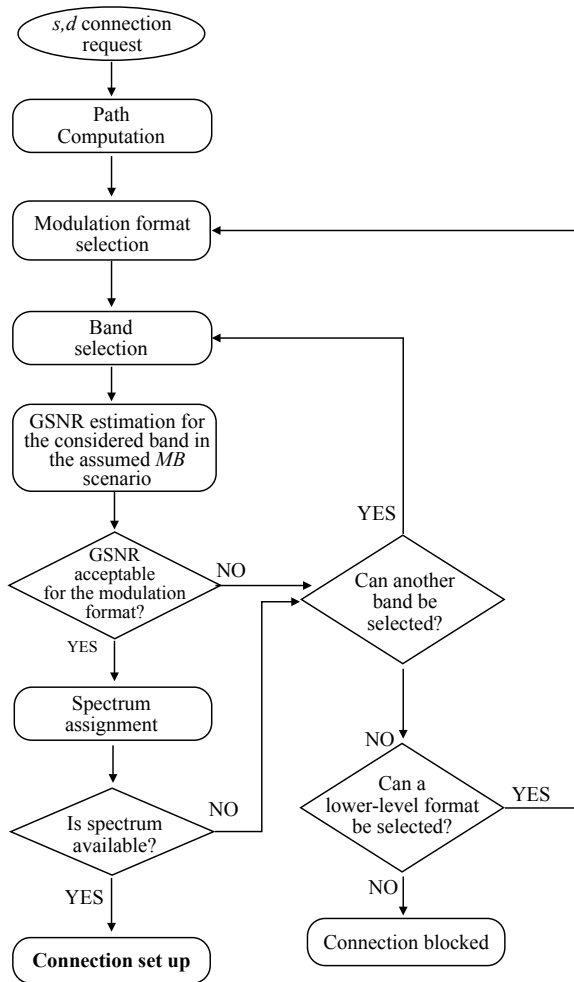 s,d connection
request
Path
Computation
Modulation format
selection
Band
selection
GSNR estimation for
the considered band in
the assumed MB
scenario
GSNR
acceptable
for the modulation
format?
NO
YES
Spectrum
assignment
Is spectrum
available?
NO
YES
Connection set up
YES
Can another
band be
selected?
NO
Can a
lower-level format
be selected?
YES
NO
Connection blocked